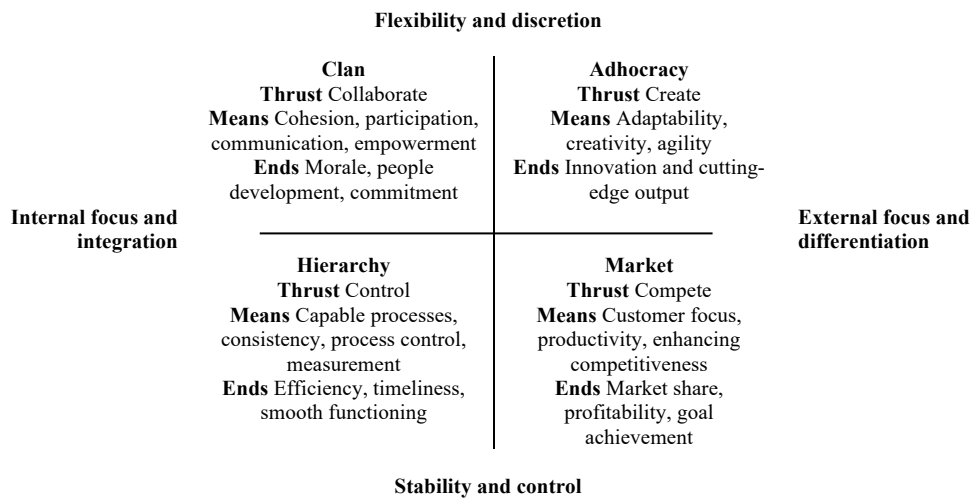 Flexibility and discretion
Clan
Thrust Collaborate
Means Cohesion, participation,
communication, empowerment
Ends Morale, people
development, commitment
Adhocracy
Thrust Create
Means Adaptability,
creativity, agility
Ends Innovation and cutting-
edge output
Internal focus and
integration
External focus and
differentiation
Hierarchy
Thrust Control
Means Capable processes,
consistency, process control,
measurement
Ends Efficiency, timeliness,
smooth functioning
Market
Thrust Compete
Means Customer focus,
productivity, enhancing
competitiveness
Ends Market share,
profitability, goal
achievement
Stability and control